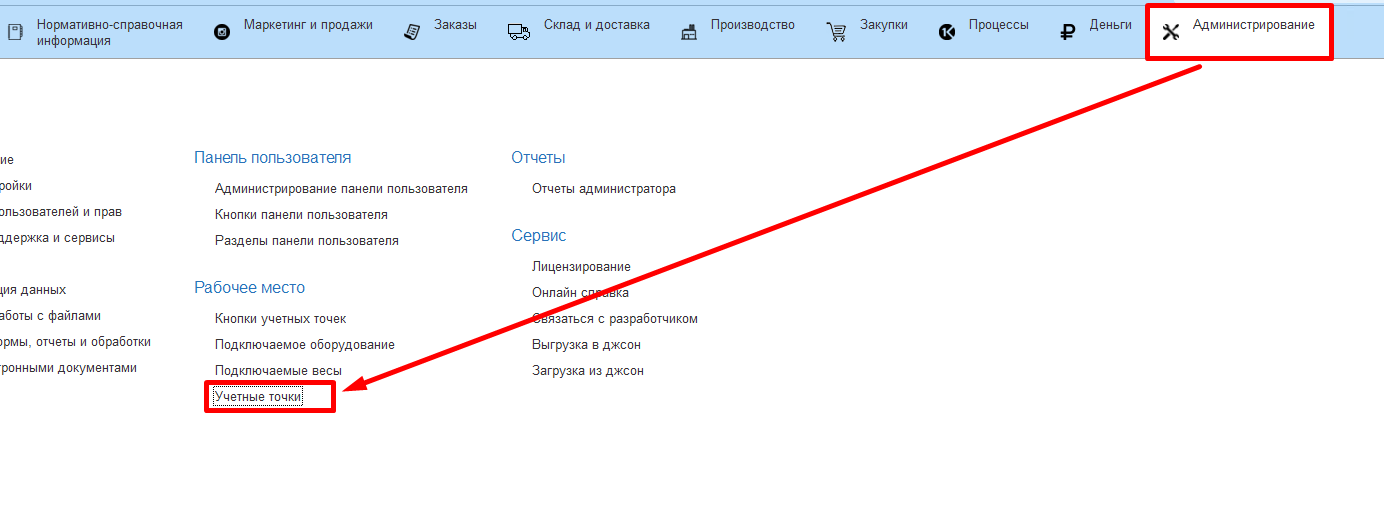 Нормативно-справочная
информация
Маркетинг и продажи
Заказы
Склад и доставка
Производство
Закупки
Процессы
Деньги
Администрирование
ие
ройки
ользователей и прав
ддержка и сервисы
ция данных
аботы с файлами
ормы, отчеты и обработки
тронными документами
Панель пользователя
Администрирование панели пользователя
Кнопки панели пользователя
Разделы панели пользователя
Рабочее место
Кнопки учетных точек
Подключаемое оборудование
Подключаемые весы
Учетные точки
Отчеты
Отчеты администратора
Сервис
Лицензирование
Онлайн справка
Связаться с разработчиком
Выгрузка в джсон
Загрузка из джсон